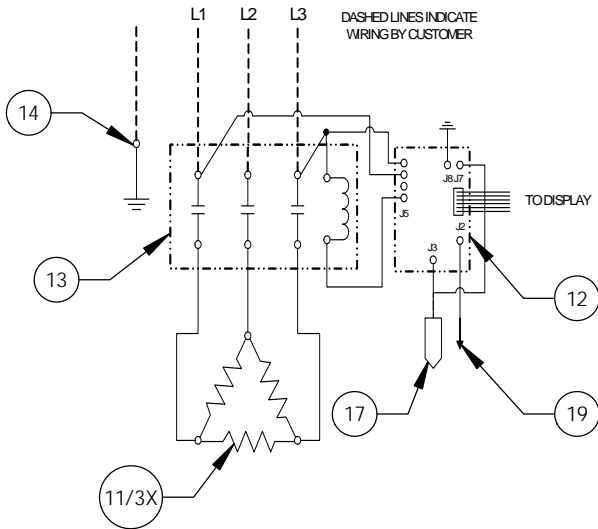 L1 L2 L3 DASHED LINES INDICATE
WIRING BY CUSTOMER
14
J8 J7
TO DISPLAY
J5
J2
J3
13
12
17
19
11/3X